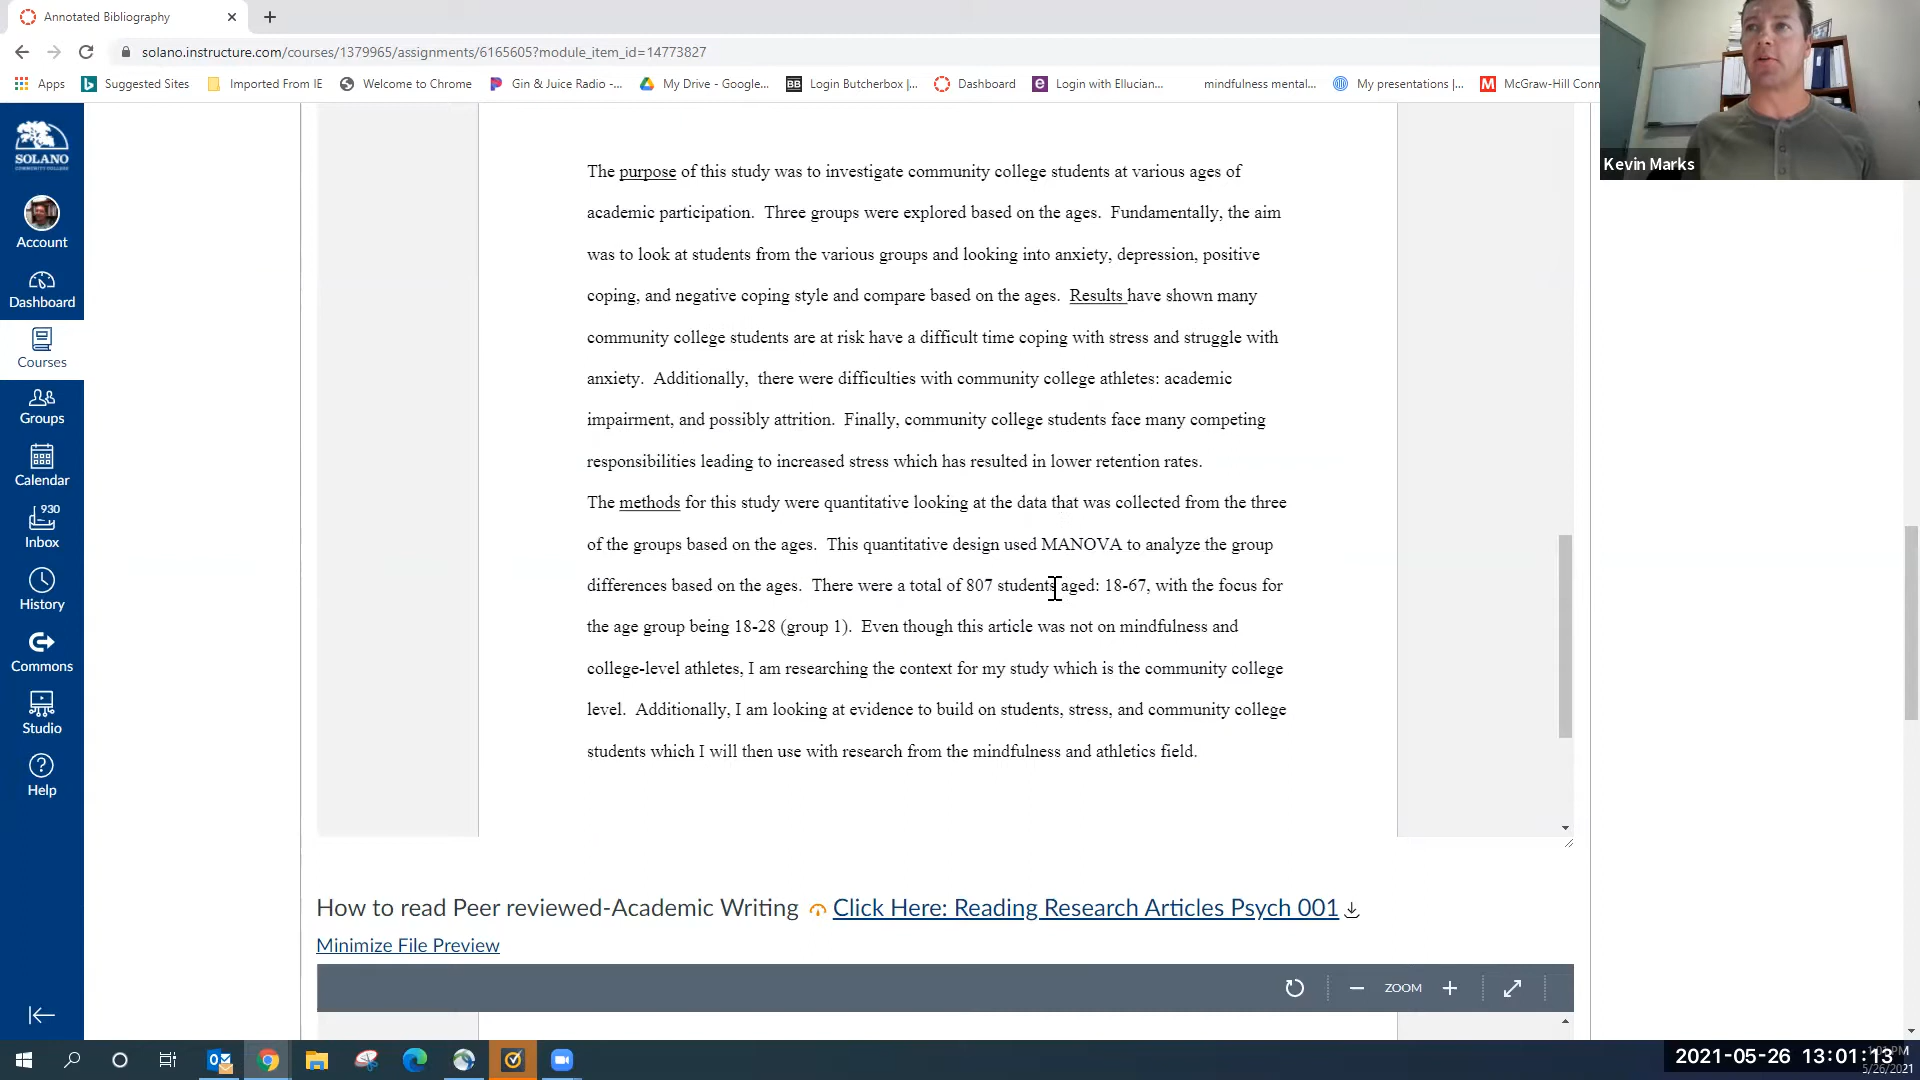 Annotated Bibliography
solano.instructure.com/courses/1379965/assignments/6165605?module_item_id=14773827
Apps Suggested Sites Imported From IE Welcome to Chrome Gin & Juice Radio -... My Drive - Google... Login Butcherbox |... Dashboard Login with Ellucian... mindfulness mental... My presentations |... McGraw-Hill Conn
Kevin Marks
SOLANO
COMMUNITY COLLEGE
Account
Dashboard
Courses
Groups
Calendar
930
Inbox
History
Commons
Studio
Help
The purpose of this study was to investigate community college students at various ages of
academic participation.  Three groups were explored based on the ages.  Fundamentally, the aim
was to look at students from the various groups and looking into anxiety, depression, positive
coping, and negative coping style and compare based on the ages.  Results have shown many
community college students are at risk have a difficult time coping with stress and struggle with
anxiety.  Additionally,  there were difficulties with community college athletes: academic
impairment, and possibly attrition.  Finally, community college students face many competing
responsibilities leading to increased stress which has resulted in lower retention rates.
The methods for this study were quantitative looking at the data that was collected from the three
of the groups based on the ages.  This quantitative design used MANOVA to analyze the group
differences based on the ages.  There were a total of 807 students aged: 18-67, with the focus for
the age group being 18-28 (group 1).  Even though this article was not on mindfulness and
college-level athletes, I am researching the context for my study which is the community college
level.  Additionally, I am looking at evidence to build on students, stress, and community college
students which I will then use with research from the mindfulness and athletics field.
How to read Peer reviewed-Academic Writing Click Here: Reading Research Articles Psych 001
Minimize File Preview
ZOOM
2021-05-26 13:01:13
5/26/2021